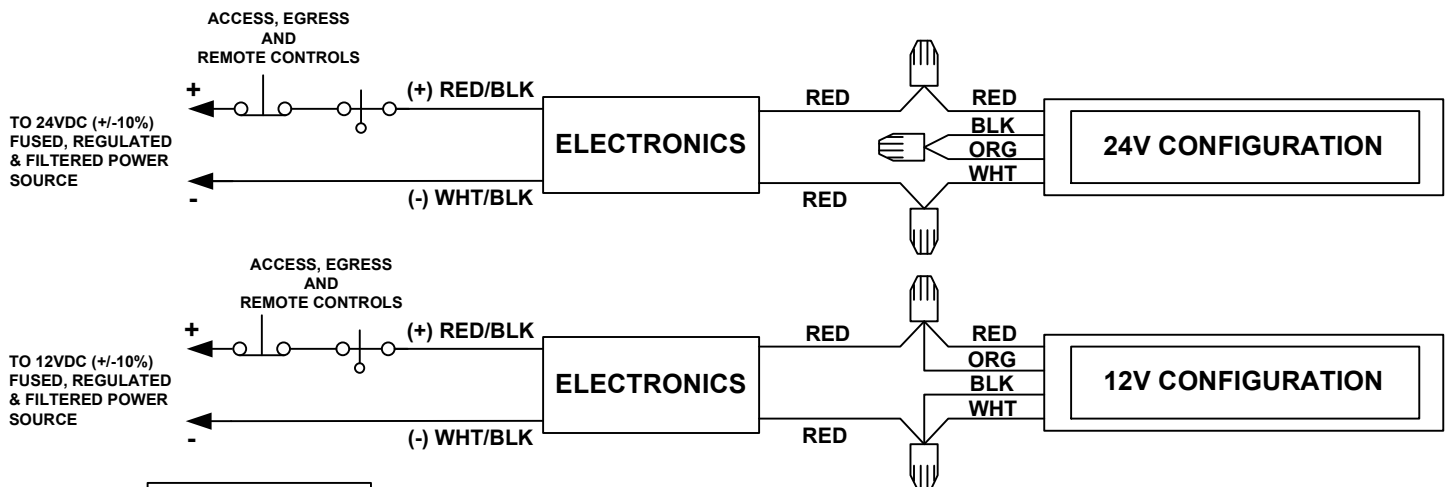 ACCESS, EGRESS
AND
REMOTE CONTROLS
+
(+) RED/BLK
TO 24VDC (+/-10%)
FUSED, REGULATED
& FILTERED POWER
SOURCE
-
(-) WHT/BLK
ELECTRONICS
RED
RED
RED
BLK
ORG
WHT
24V CONFIGURATION
ACCESS, EGRESS
AND
REMOTE CONTROLS
+
(+) RED/BLK
TO 12VDC (+/-10%)
FUSED, REGULATED
& FILTERED POWER
SOURCE
-
(-) WHT/BLK
ELECTRONICS
RED
RED
RED
ORG
BLK
WHT
12V CONFIGURATION